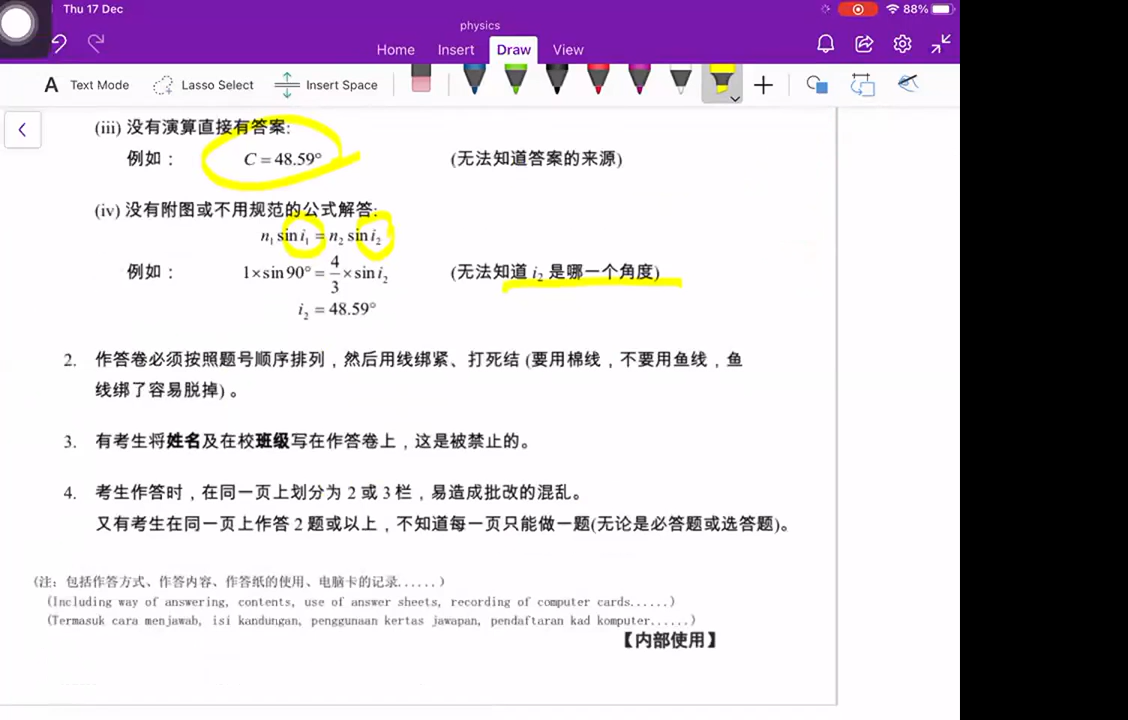 Thu 17 Dec
88%
physics
Home Insert Draw View
Text Mode Lasso Select Insert Space
(iii) 没有演算直接有答案:
例如： C = 48.59° (无法知道答案的来源)
(iv) 没有附图或不用规范的公式解答:
n₁ sin i₁ = n₂ sin i₂
例如： 1×sin 90° = 4/3 × sin i₂ (无法知道 i₂ 是哪一个角度)
i₂ = 48.59°
2. 作答卷必须按照题号顺序排列，然后用线绑紧、打死结 (要用棉线，不要用鱼线，鱼
线绑了容易脱掉) 。
3. 有考生将姓名及在校班级写在作答卷上，这是被禁止的。
4. 考生作答时，在同一页上划分为 2 或 3 栏，易造成批改的混乱。
又有考生在同一页上作答 2 题或以上，不知道每一页只能做一题(无论是必答题或选答题)。
(注：包括作答方式、作答内容、作答纸的使用、电脑卡的记录......)
(Including way of answering, contents, use of answer sheets, recording of computer cards......)
(Termasuk cara menjawab, isi kandungan, penggunaan kertas jawapan, pendaftaran kad komputer......)
【内部使用】